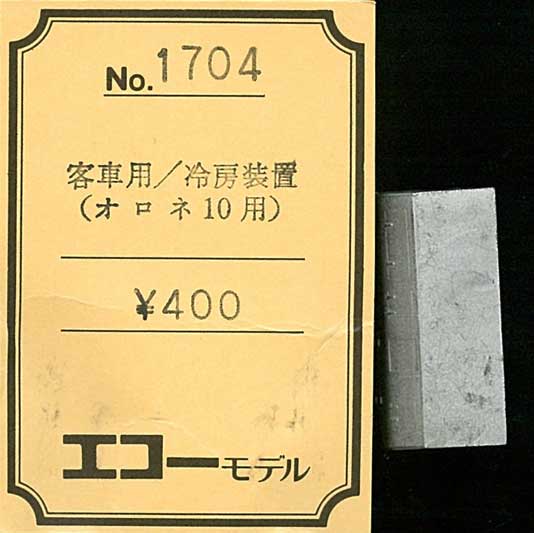 No.1704
客車用/冷房装置
(オロネ10用)
¥400
エコーモデル